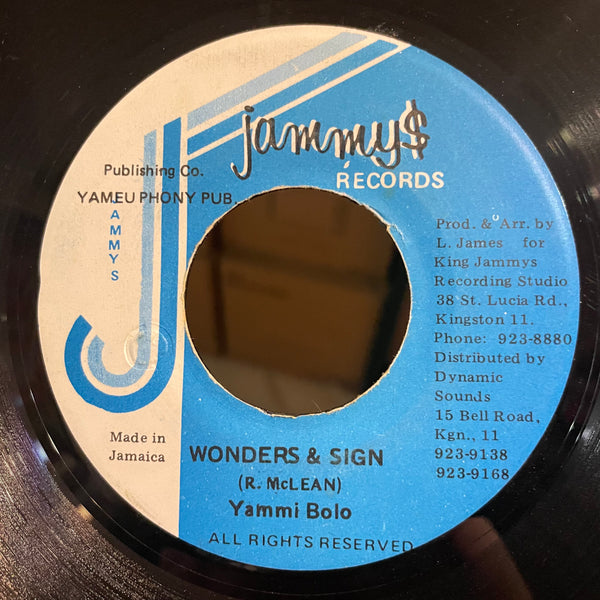 jammy$
RECORDS
Publishing Co.
YAMEU PHONY PUB.
JAMMYS
Prod. & Arr. by
L. James for
King Jammys
Recording Studio
38 St. Lucia Rd.,
Kingston 11.
Phone: 923-8880
Distributed by
Dynamic
Sounds
15 Bell Road,
Kgn., 11
923-9138
923-9168
Made in
Jamaica
WONDERS & SIGN
(R. McLEAN)
Yammi Bolo
ALL RIGHTS RESERVED